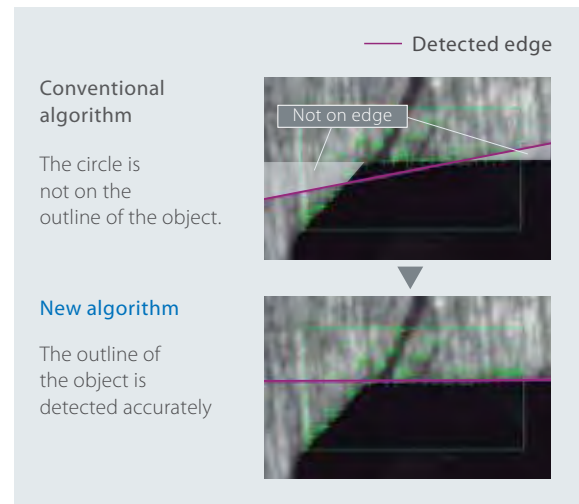 Detected edge
Conventional
algorithm
Not on edge
The circle is
not on the
outline of the object.
New algorithm
The outline of
the object is
detected accurately